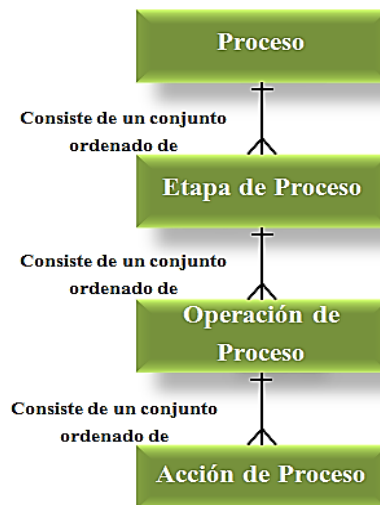 Proceso
Consiste de un conjunto
ordenado de
Etapa de Proceso
Consiste de un conjunto
ordenado de
Operación de
Proceso
Consiste de un conjunto
ordenado de
Acción de Proceso